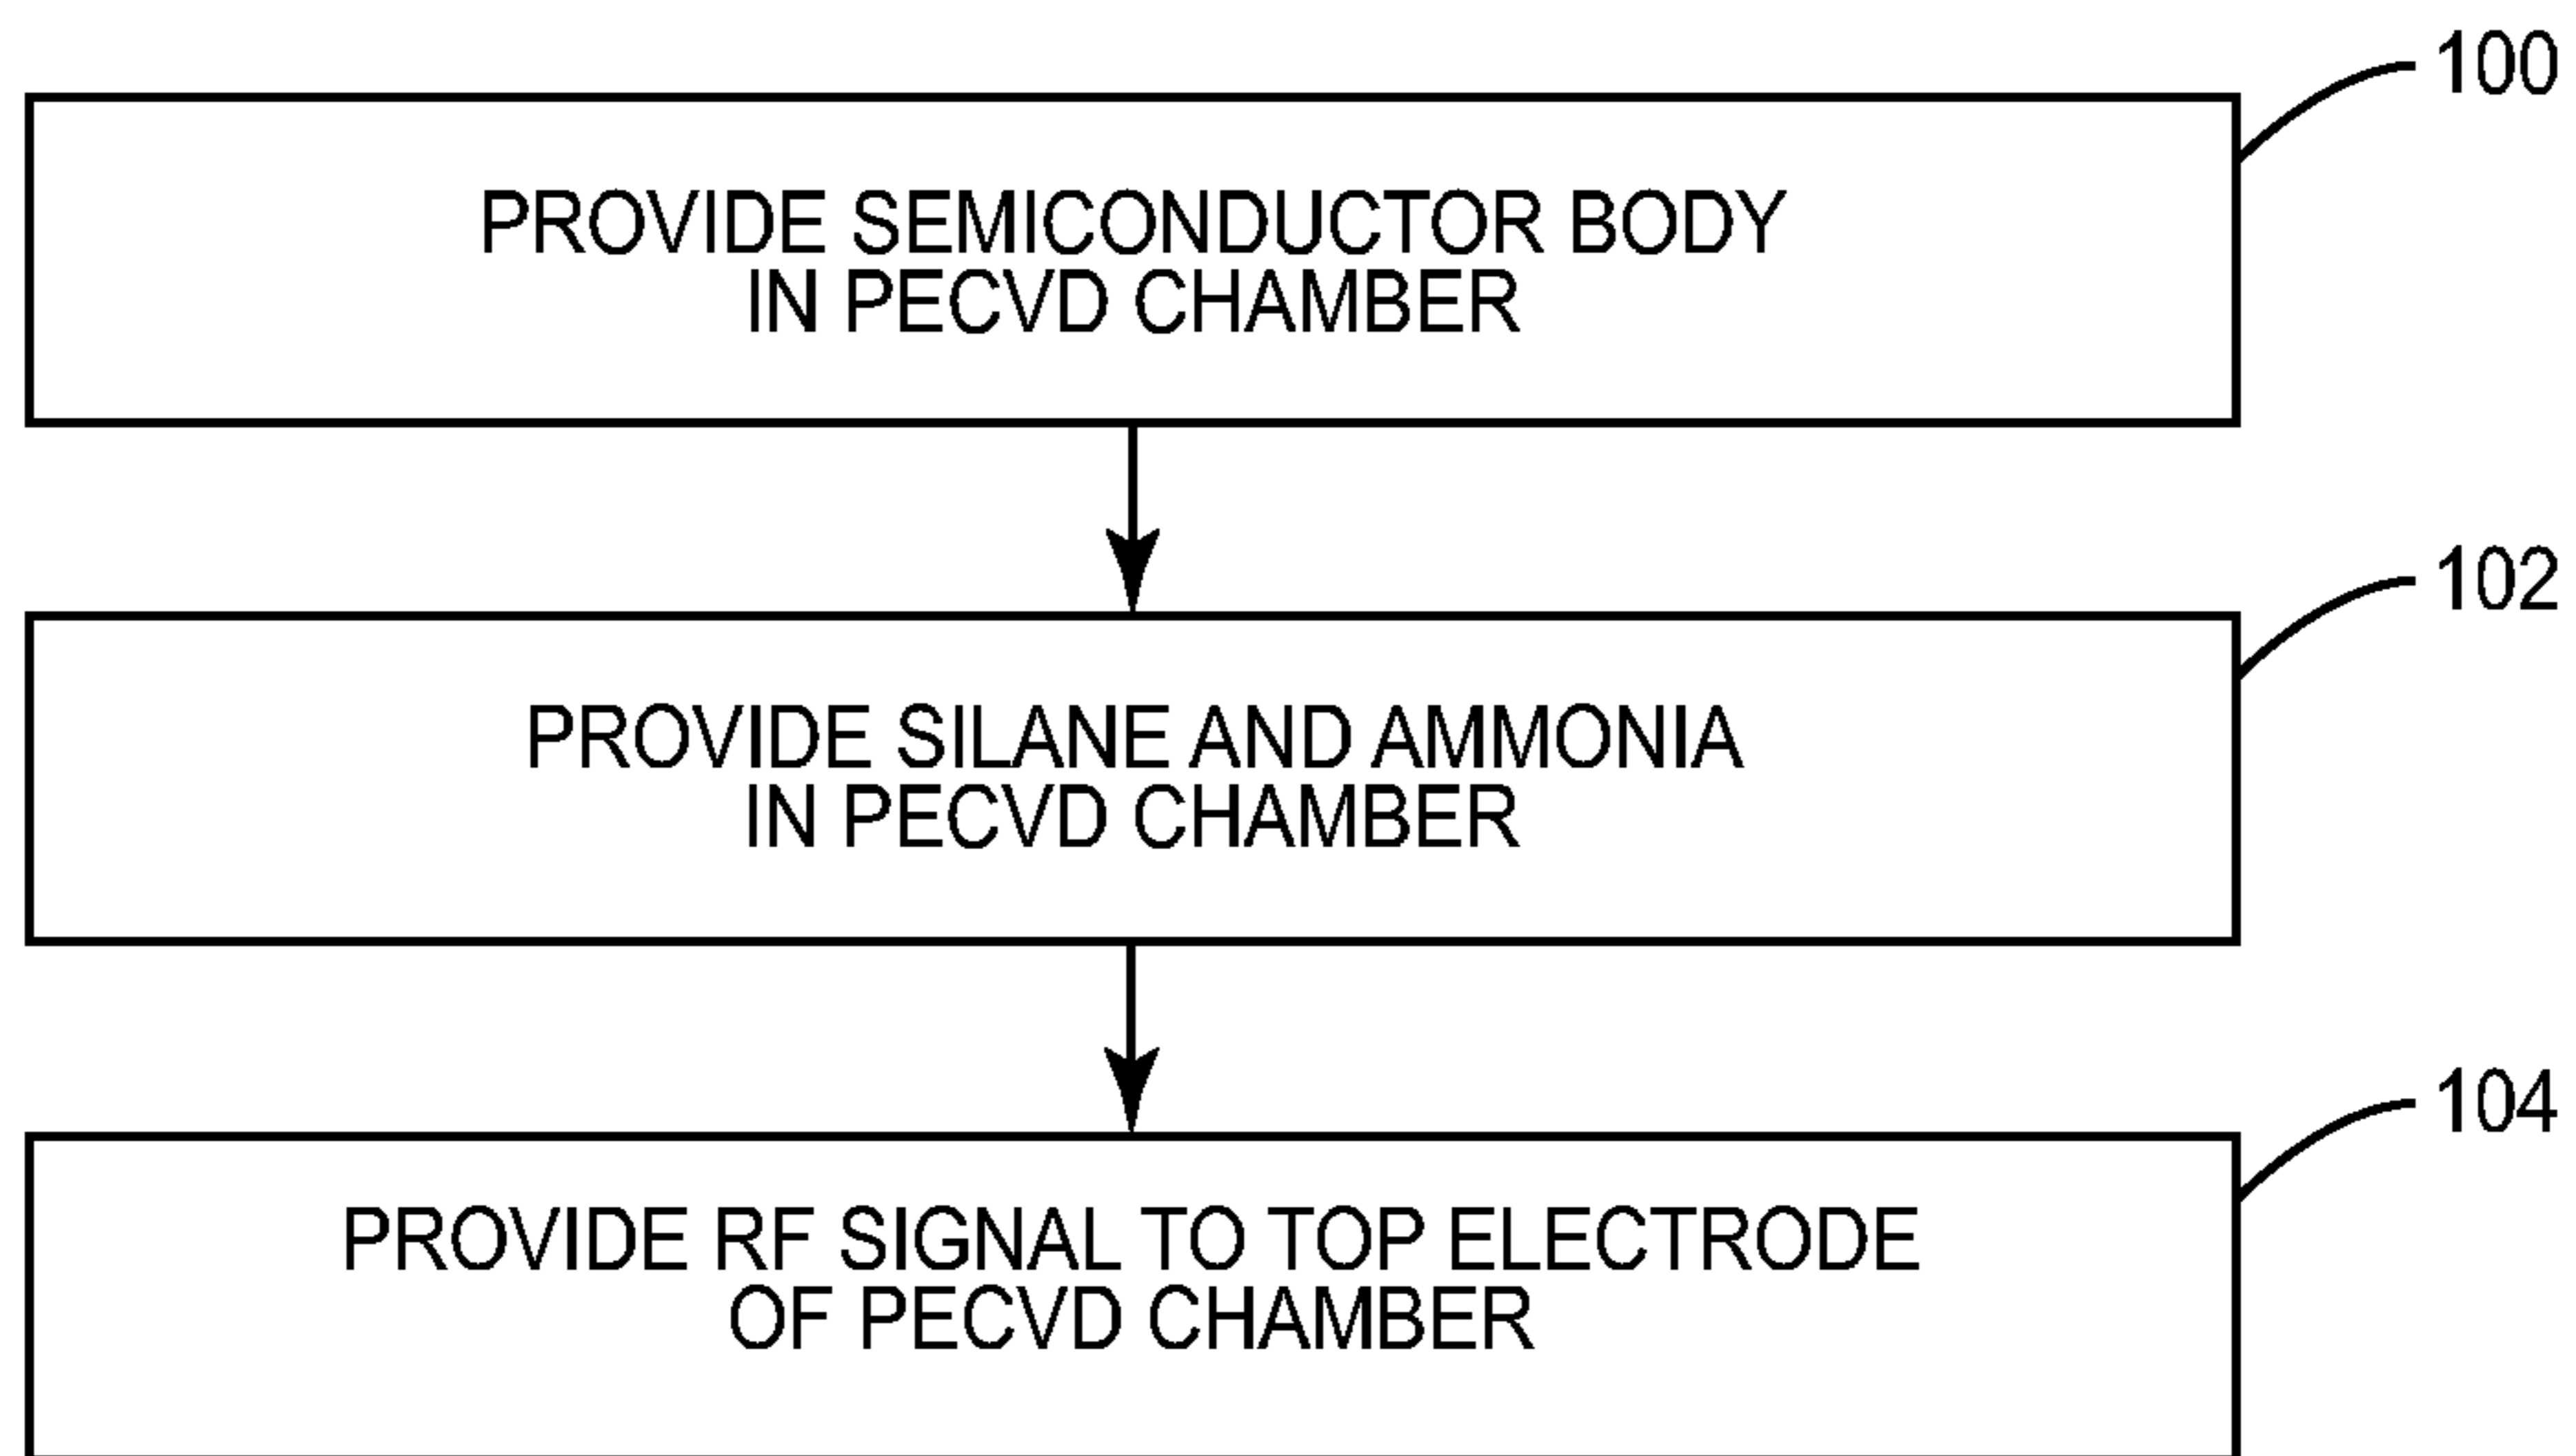 100
PROVIDE SEMICONDUCTOR BODY
IN PECVD CHAMBER
102
PROVIDE SILANE AND AMMONIA
IN PECVD CHAMBER
104
PROVIDE RF SIGNAL TO TOP ELECTRODE
OF PECVD CHAMBER